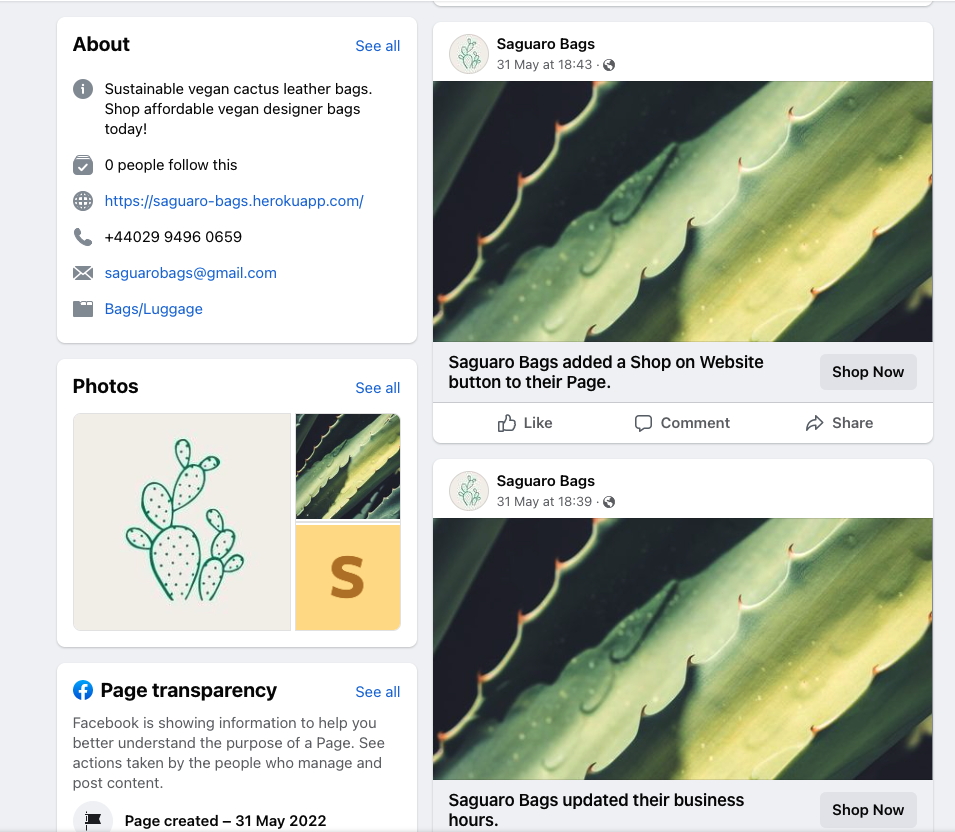 About
See all
Sustainable vegan cactus leather bags.
Shop affordable vegan designer bags
today!
0 people follow this
https://saguaro-bags.herokuapp.com/
+44029 9496 0659
saguarobags@gmail.com
Bags/Luggage
Photos
See all
S
Page transparency
See all
Facebook is showing information to help you
better understand the purpose of a Page. See
actions taken by the people who manage and
post content.
Page created – 31 May 2022
Saguaro Bags
31 May at 18:43 ·
Saguaro Bags added a Shop on Website
button to their Page.
Shop Now
Like
Comment
Share
Saguaro Bags
31 May at 18:39 ·
Saguaro Bags updated their business
hours.
Shop Now